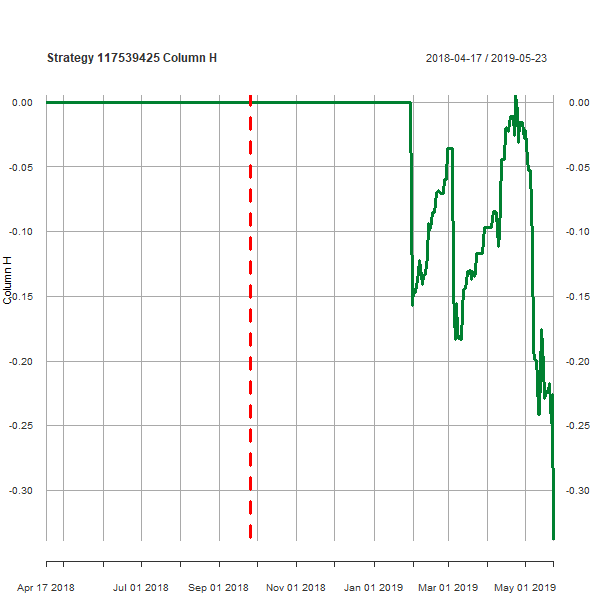 Strategy 117539425 Column H 2018-04-17 / 2019-05-23
0.00 0.00
-0.05 -0.05
-0.10 -0.10
Column H
-0.15 -0.15
-0.20 -0.20
-0.25 -0.25
-0.30 -0.30
Apr 17 2018 Jul 01 2018 Sep 01 2018 Nov 01 2018 Jan 01 2019 Mar 01 2019 May 01 2019